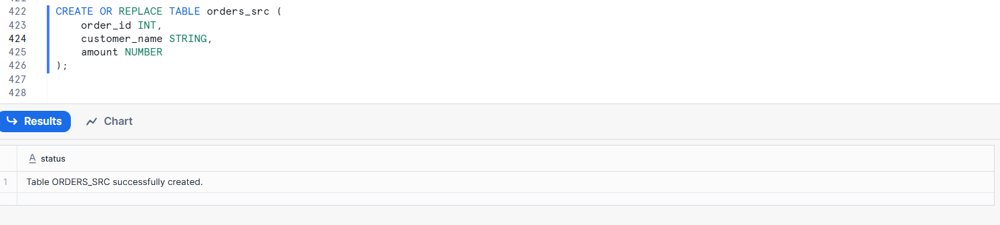 422 CREATE OR REPLACE TABLE orders_src (
423 order_id INT,
424 customer_name STRING,
425 amount NUMBER
426 );
427
428
Results Chart
A status
1 Table ORDERS_SRC successfully created.